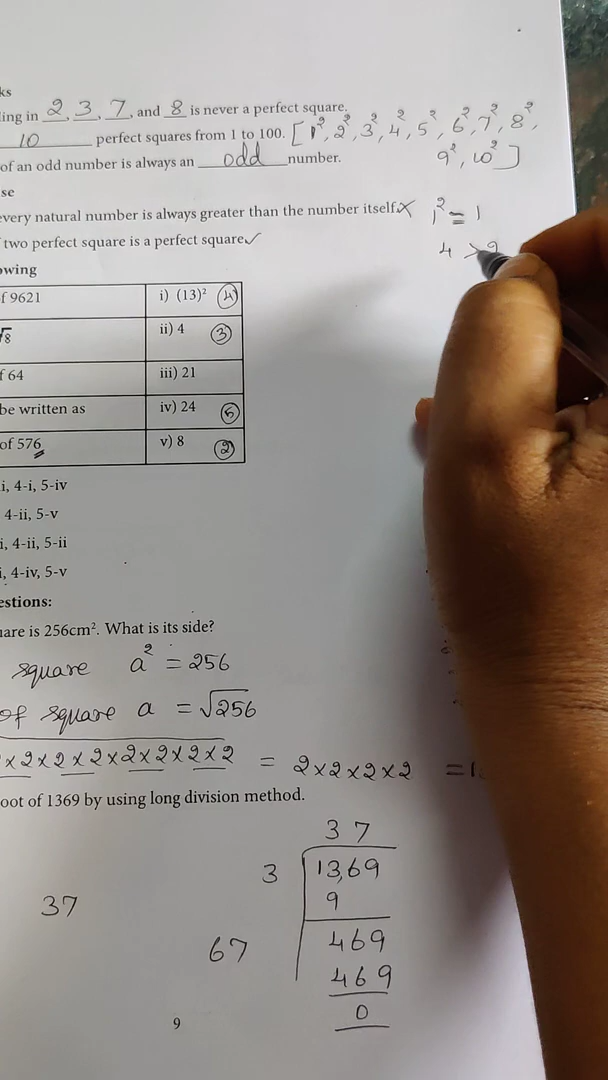 ks
ing in 2, 3, 7, and 8 is never a perfect square.
10 perfect squares from 1 to 100. [1², 2², 3², 4², 5², 6², 7², 8²,
9², 10²]
of an odd number is always an odd number.
se
every natural number is always greater than the number itself. X 1² = 1
two perfect square is a perfect square. ✓
4 >
owing
f 9621 i) (13)² (4)
√8 ii) 4 (3)
f 64 iii) 21
be written as iv) 24 (5)
of 576 v) 8 (2)
i, 4-i, 5-iv
4-ii, 5-v
i, 4-ii, 5-ii
i, 4-iv, 5-v
estions:
uare is 256cm². What is its side?
square a² = 256
of square a = √256
×2×2×2×2×2×2×2 = 2×2×2×2 = 1
oot of 1369 by using long division method.
37
3 13,69
9
37
67 469
469
0
9